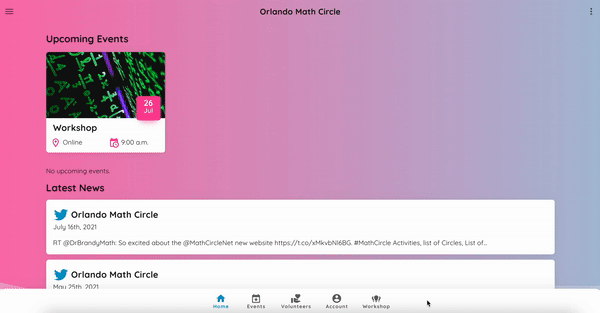 Orlando Math Circle
Upcoming Events
26
Jul
Workshop
Online
9:00 a.m.
No upcoming events.
Latest News
Orlando Math Circle
July 16th, 2021
RT @DrBrandyMath: So excited about the @MathCircleNet new website https://t.co/xMkvbNl6BG. #MathCircle Activities, list of Circles, List of...
Orlando Math Circle
May 25th, 2021
Home Events Volunteers Account Workshop